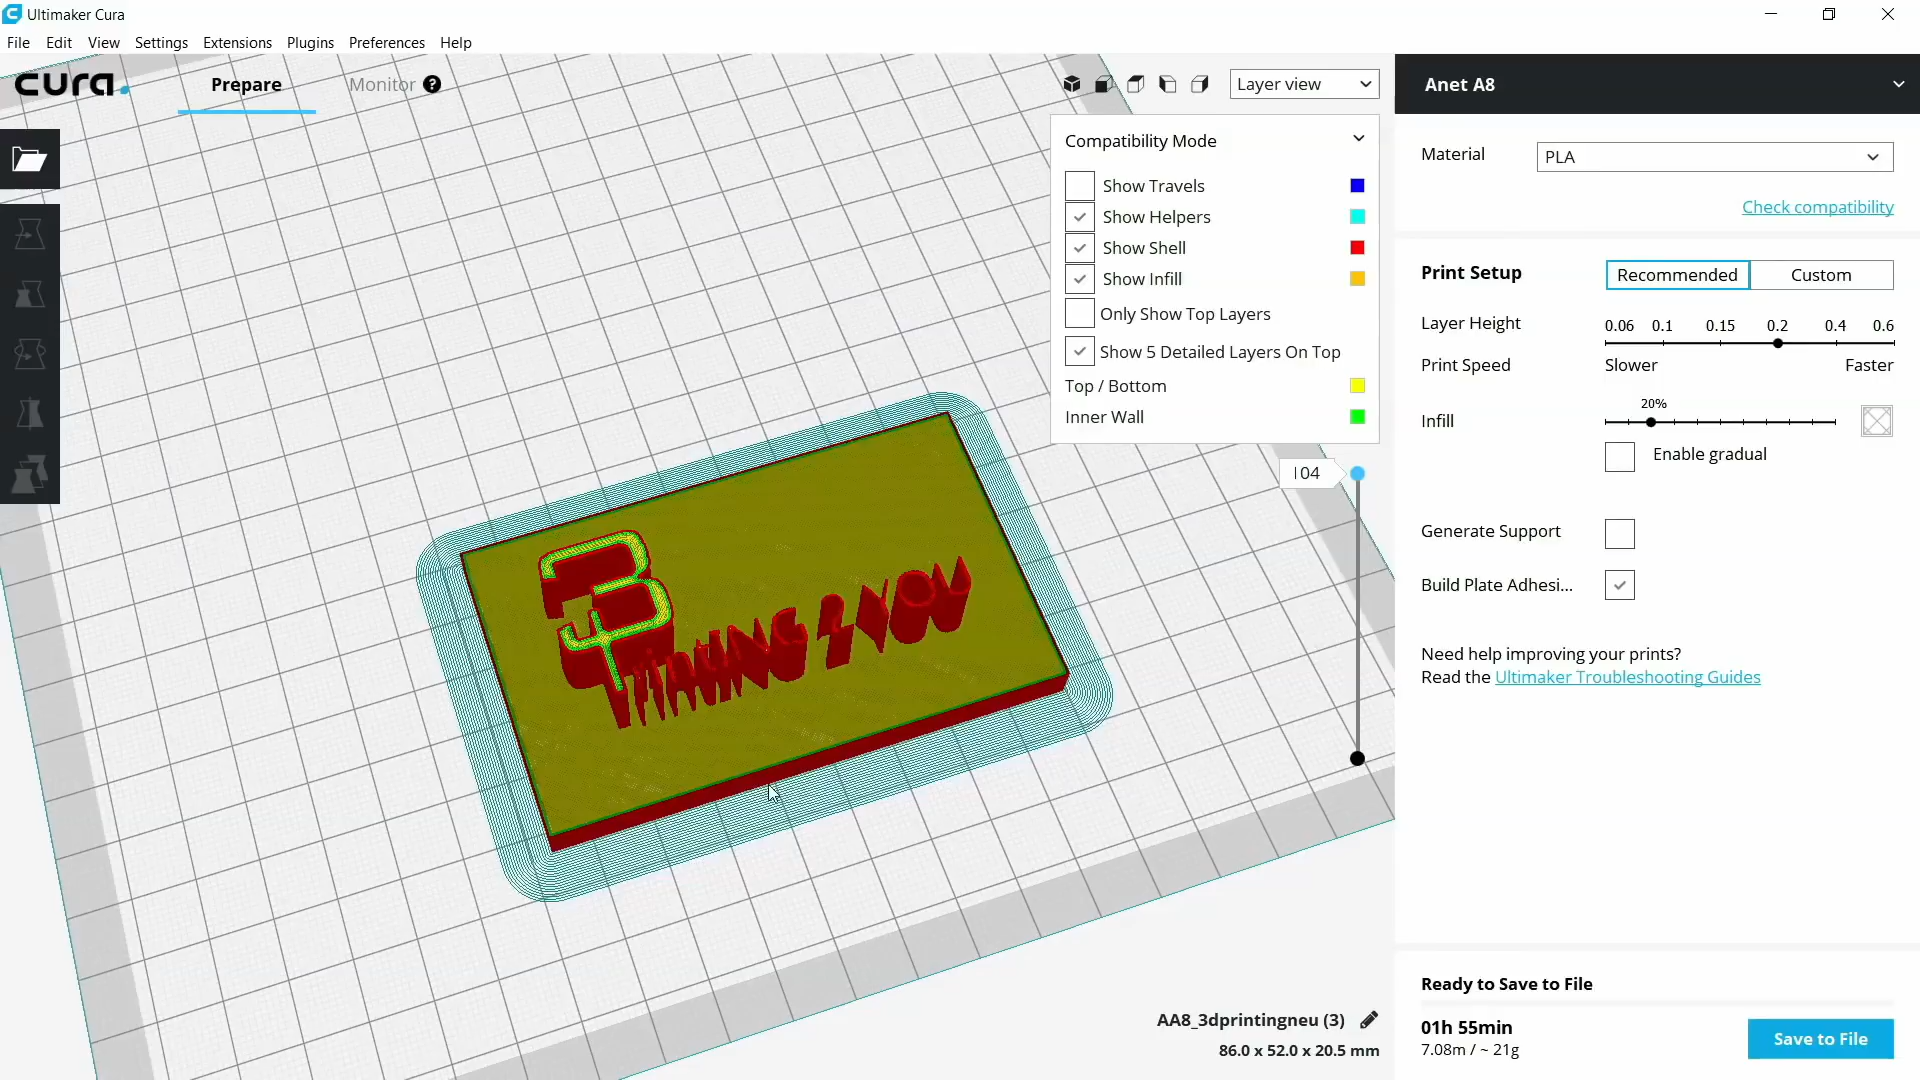 Ultimaker Cura
File Edit View Settings Extensions Plugins Preferences Help
cura.
Prepare
Monitor ?
Layer view
Anet A8
Compatibility Mode
Show Travels
Show Helpers
Show Shell
Show Infill
Only Show Top Layers
Show 5 Detailed Layers On Top
Top / Bottom
Inner Wall
104
Material
PLA
Check compatibility
Print Setup
Recommended
Custom
Layer Height
0.06 0.1 0.15 0.2 0.4 0.6
Print Speed
Slower
Faster
20%
Infill
Enable gradual
Generate Support
Build Plate Adhesi...
Need help improving your prints?
Read the Ultimaker Troubleshooting Guides
3
PriNtiNG 2 YOU
AA8_3dprintingneu (3)
86.0 x 52.0 x 20.5 mm
Ready to Save to File
01h 55min
7.08m / ~ 21g
Save to File